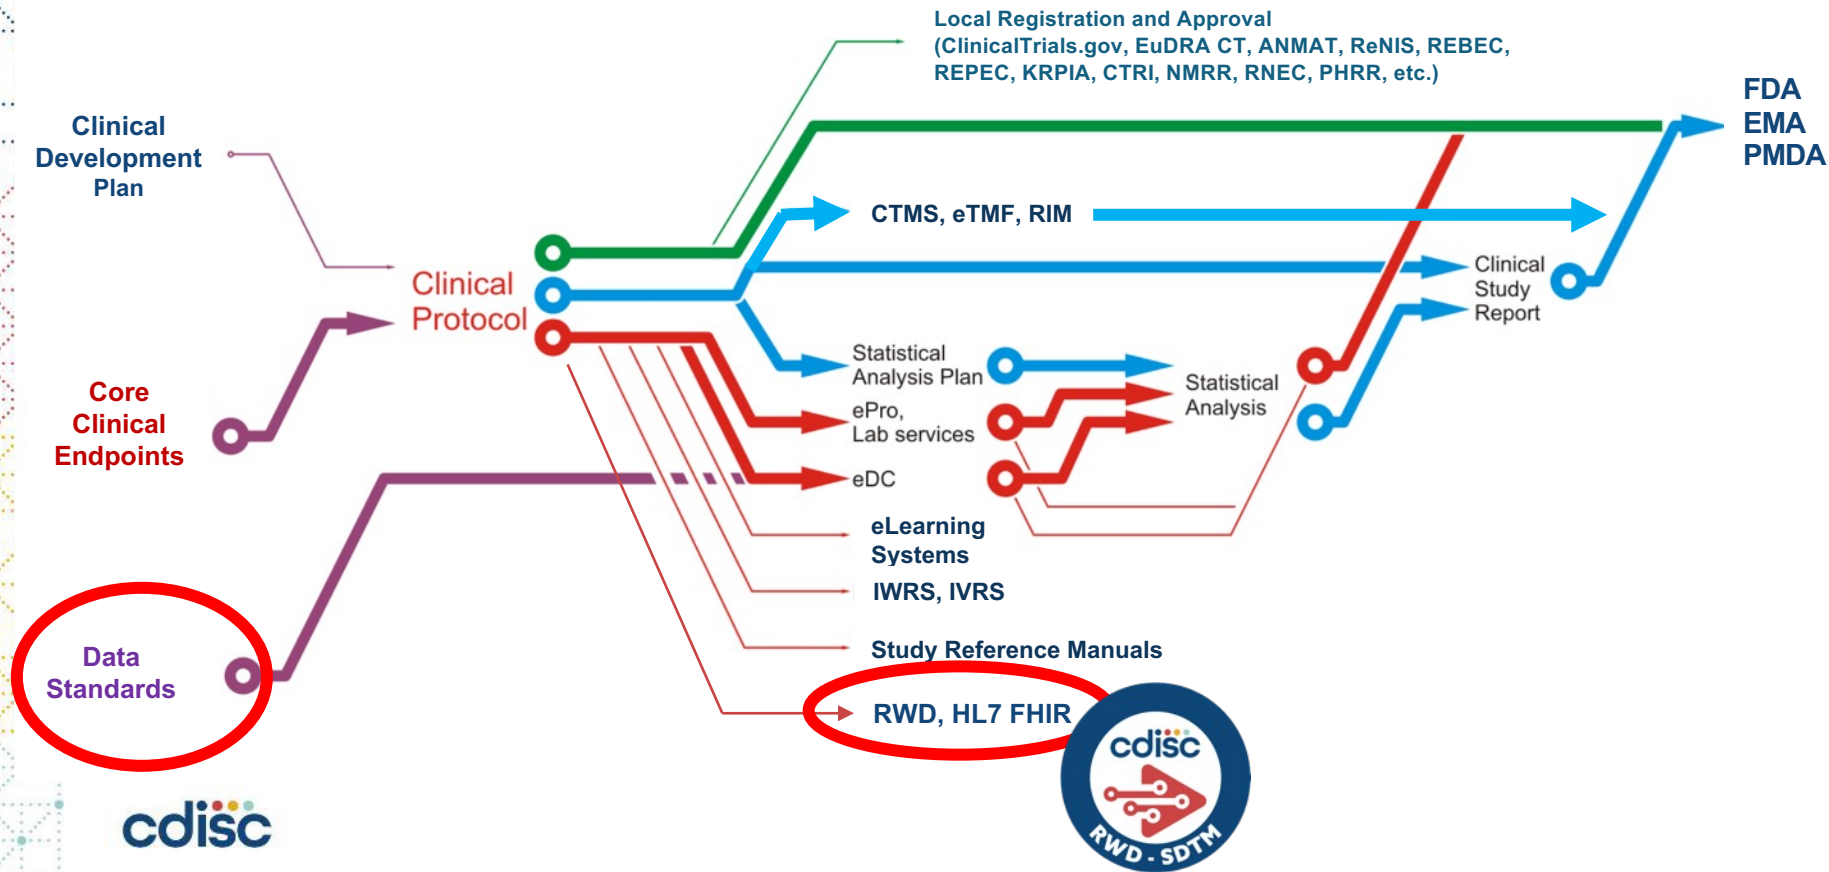 Local Registration and Approval
(ClinicalTrials.gov, EuDRA CT, ANMAT, ReNIS, REBEC,
REPEC, KRPIA, CTRI, NMRR, RNEC, PHRR, etc.)
FDA
EMA
PMDA
Clinical
Development
Plan
CTMS, eTMF, RIM
Clinical
Protocol
Clinical
Study
Report
Statistical
Analysis Plan
Statistical
Analysis
Core
Clinical
Endpoints
ePro,
Lab services
eDC
eLearning
Systems
IWRS, IVRS
Study Reference Manuals
Data
Standards
RWD, HL7 FHIR
cdisc
RWD - SDTM
cdisc